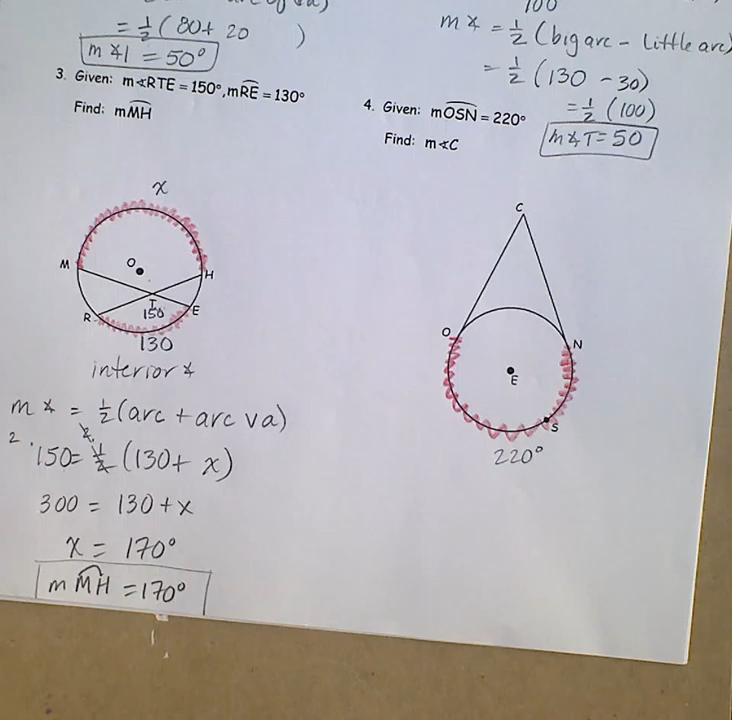 = ½(80+ 20 )
m∡1 = 50°
100
m∡ = ½(big arc - Little arc)
= ½(130 - 30)
= ½(100)
m∡T= 50
3. Given: m∢RTE = 150°, mRE = 130°
Find: mMH
4. Given: mOSN = 220°
Find: m∢C
x
M
O
H
T
150
R
E
130
interior ∡
m∡ = ½(arc + arc va)
2. 150= ½ (130+ x) .2
300 = 130+x
x = 170°
m MH = 170°
C
O
N
E
S
220°